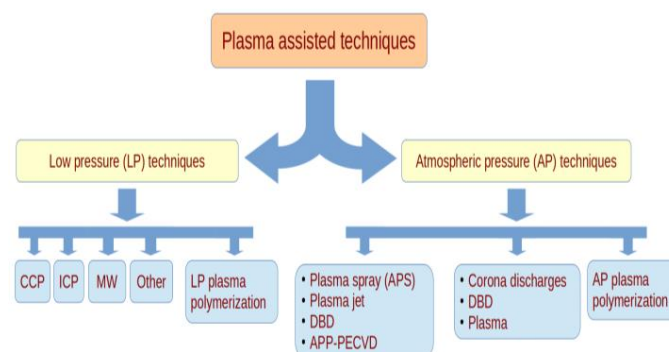 Plasma assisted techniques
Low pressure (LP) techniques
Atmospheric pressure (AP) techniques
CCP
ICP
MW
Other
LP plasma
polymerization
• Plasma spray (APS)
• Plasma jet
• DBD
• APP-PECVD
• Corona discharges
• DBD
• Plasma
AP plasma
polymerization